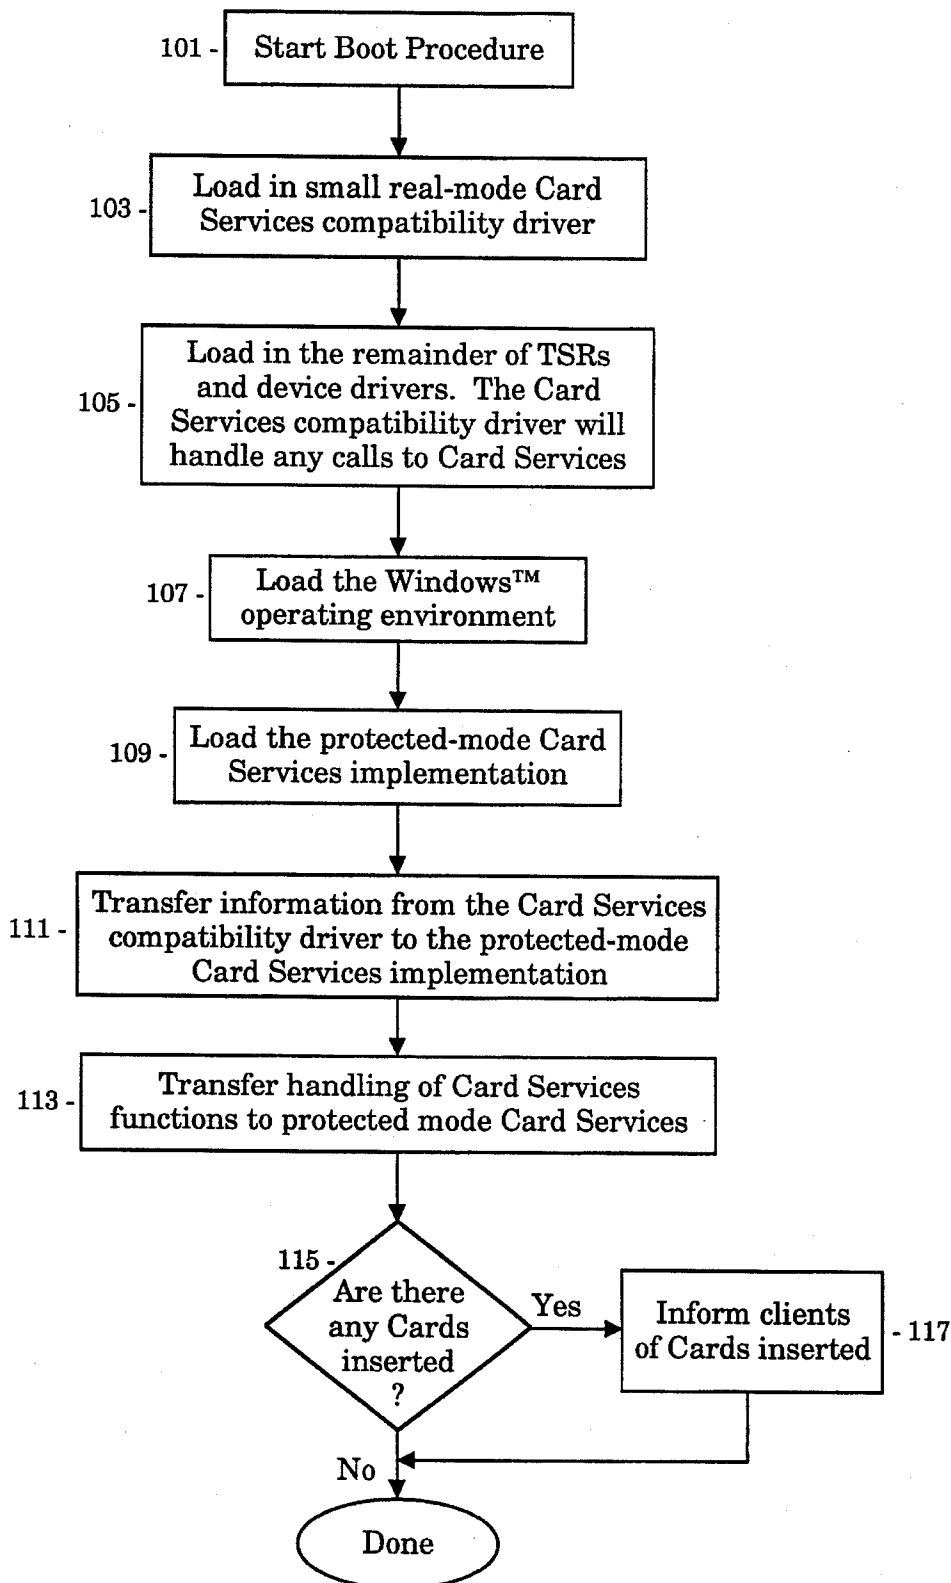 101 - Start Boot Procedure
103 - Load in small real-mode Card
Services compatibility driver
Load in the remainder of TSRs
and device drivers. The Card
105 - Services compatibility driver will
handle any calls to Card Services
107 - Load the Windows™
operating environment
109 - Load the protected-mode Card
Services implementation
Transfer information from the Card Services
111 - compatibility driver to the protected-mode
Card Services implementation
113 - Transfer handling of Card Services
functions to protected mode Card Services
115 -
Are there
any Cards
inserted
?
Yes
Inform clients
of Cards inserted
- 117
No
Done